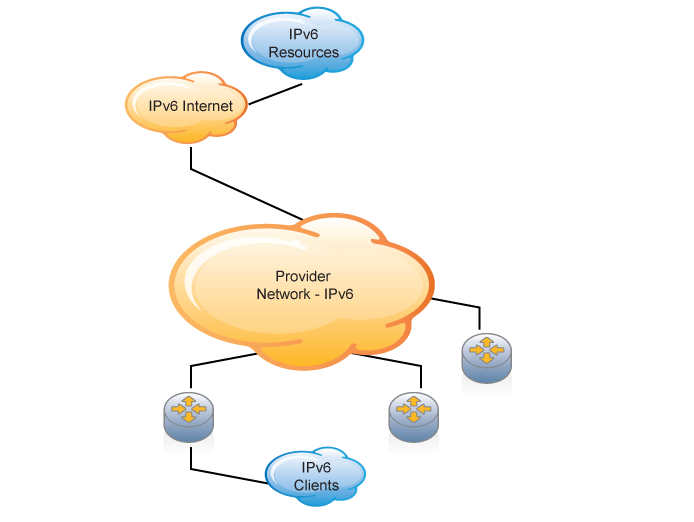 IPv6
Resources
IPv6 Internet
Provider
Network - IPv6
IPv6
Clients